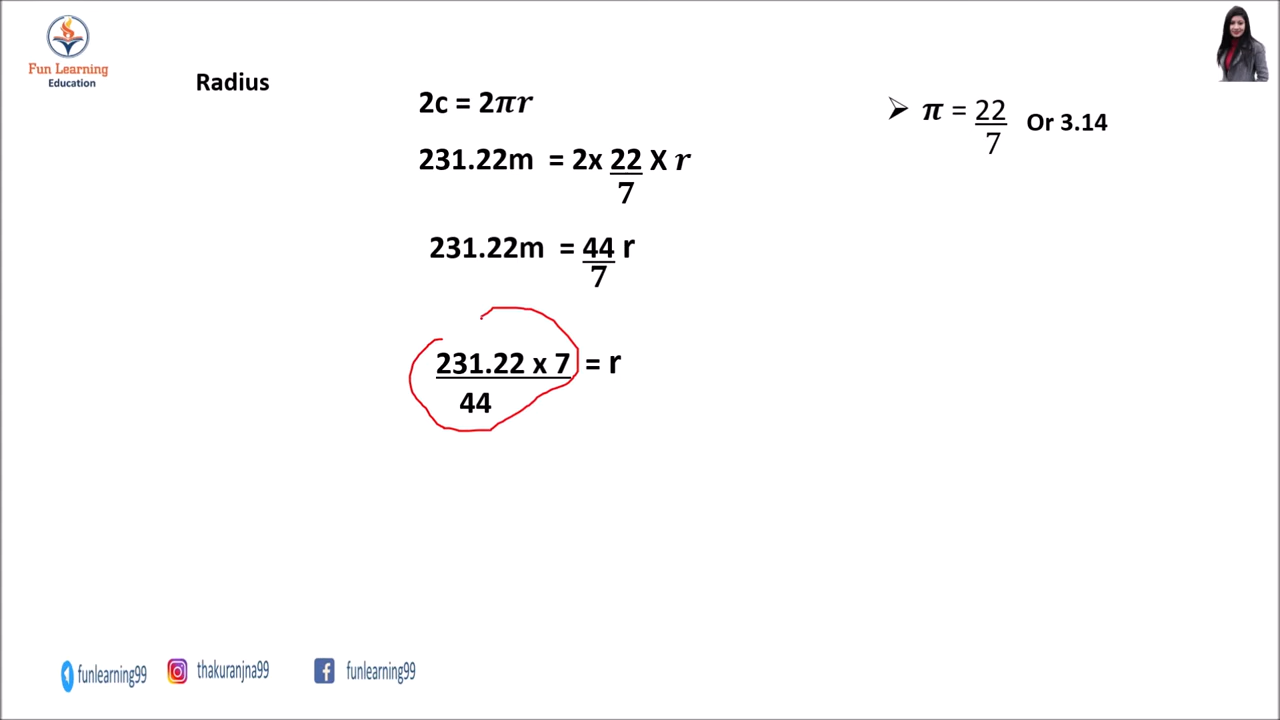 Fun Learning
Education
Radius
2c = 2𝝅𝒓
𝝅 = 22/7 Or 3.14
231.22m = 2x 22/7 X 𝒓
231.22m = 44/7 r
231.22 x 7 = r
44
funlearning99 thakuranjna99 funlearning99